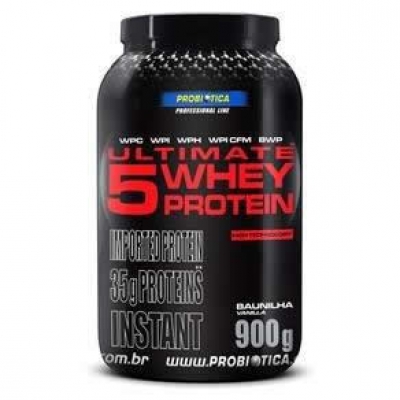 PROBIOTICA
PROFESSIONAL LINE
WPC WPI WPH WPI CFM BWP
ULTIMATE
5 WHEY
PROTEIN
IMPORTED PROTEIN
35g PROTEINS
INSTANT
BAUNILHA
VANILLA
900g
.com.br www.PROBIOTICA.